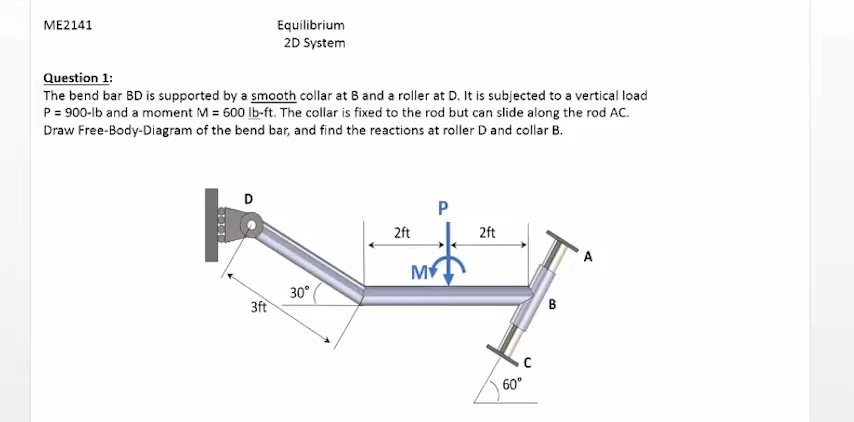 ME2141
Equilibrium
2D System
Question 1:
The bend bar BD is supported by a smooth collar at B and a roller at D. It is subjected to a vertical load
P = 900-lb and a moment M = 600 lb-ft. The collar is fixed to the rod but can slide along the rod AC.
Draw Free-Body-Diagram of the bend bar, and find the reactions at roller D and collar B.
D
P
2ft
2ft
A
M
30°
B
3ft
C
60°